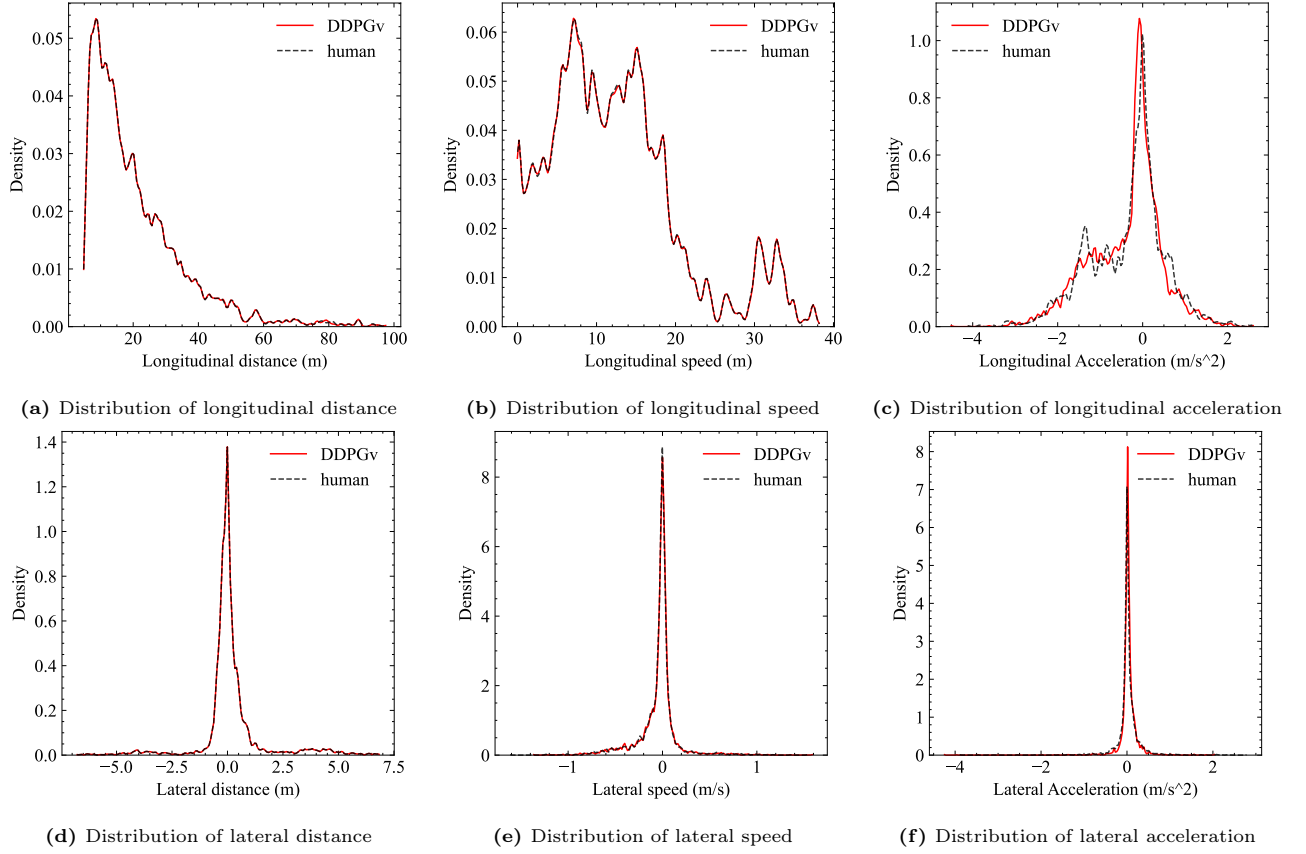 DDPGv
human
0.05
0.04
0.03
0.02
0.01
0.00
Density
20
40
60
80
100
Longitudinal distance (m)
(a) Distribution of longitudinal distance
DDPGv
human
0.06
0.05
0.04
0.03
0.02
0.01
0.00
Density
0
10
20
30
40
Longitudinal speed (m)
(b) Distribution of longitudinal speed
DDPGv
human
1.0
0.8
0.6
0.4
0.2
0.0
Density
−4
−2
0
2
Longitudinal Acceleration (m/s^2)
(c) Distribution of longitudinal acceleration
DDPGv
human
1.4
1.2
1.0
0.8
0.6
0.4
0.2
0.0
Density
−5.0
−2.5
0.0
2.5
5.0
7.5
Lateral distance (m)
(d) Distribution of lateral distance
DDPGv
human
8
6
4
2
0
Density
−1
0
1
Lateral speed (m/s)
(e) Distribution of lateral speed
DDPGv
human
8
7
6
5
4
3
2
1
0
Density
−4
−2
0
2
Lateral Acceleration (m/s^2)
(f) Distribution of lateral acceleration